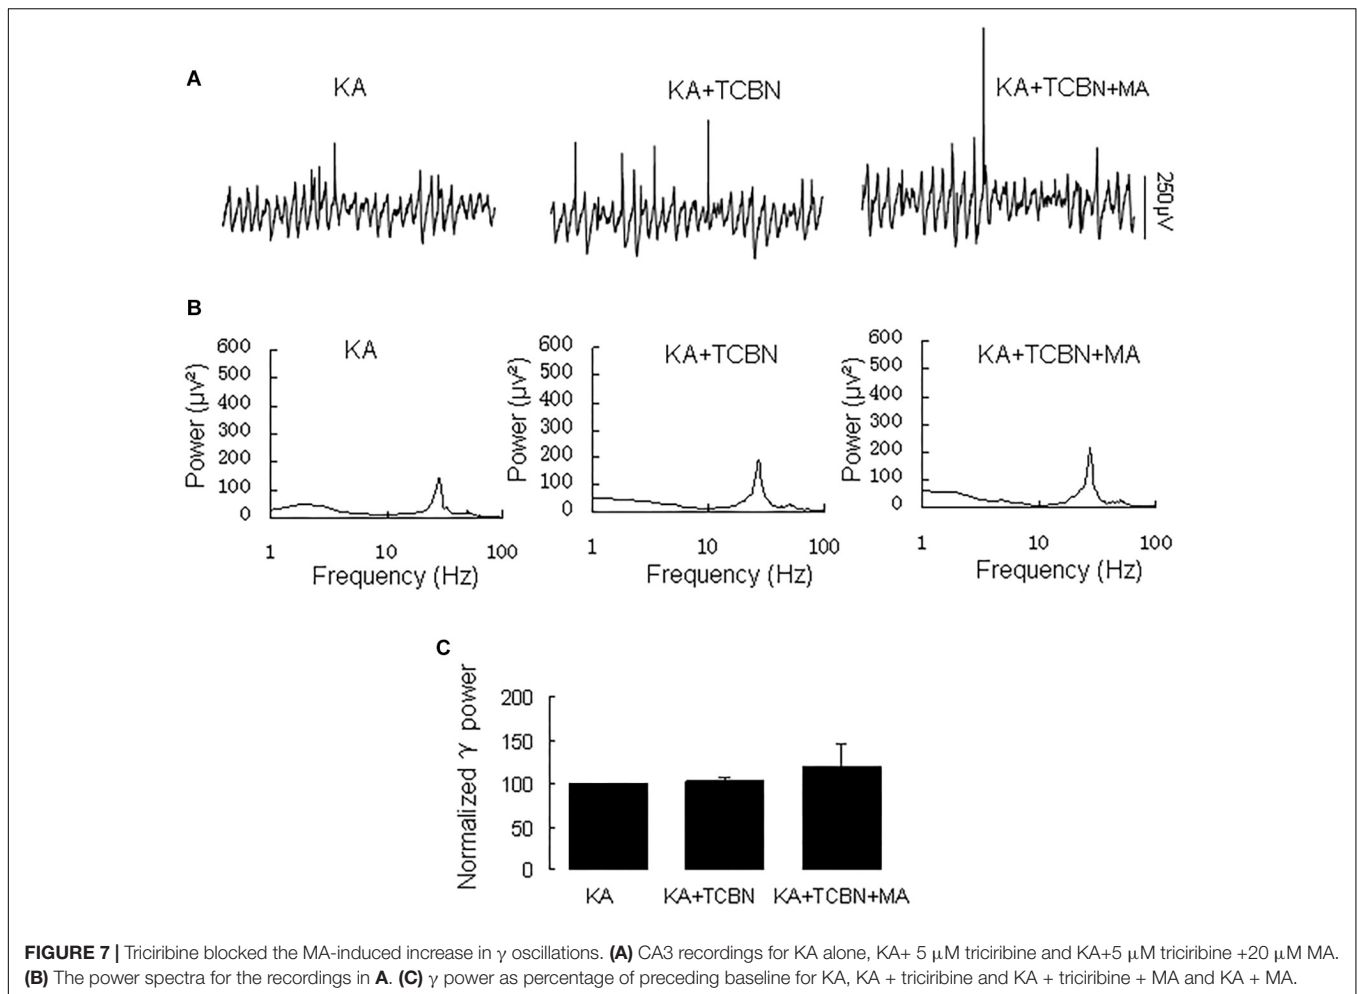 A
KA
KA+TCBN
KA+TCBN+MA
250μV
B
KA
Power (μv²)
600
500
400
300
200
100
0
1
10
100
Frequency (Hz)
KA+TCBN
Power (μv²)
600
500
400
300
200
100
0
1
10
100
Frequency (Hz)
KA+TCBN+MA
Power (μv²)
600
500
400
300
200
100
0
1
10
100
Frequency (Hz)
C
Normalized γ power
200
150
100
50
0
KA
KA+TCBN
KA+TCBN+MA
FIGURE 7 | Triciribine blocked the MA-induced increase in γ oscillations. (A) CA3 recordings for KA alone, KA+ 5 μM triciribine and KA+5 μM triciribine +20 μM MA.
(B) The power spectra for the recordings in A. (C) γ power as percentage of preceding baseline for KA, KA + triciribine and KA + triciribine + MA and KA + MA.